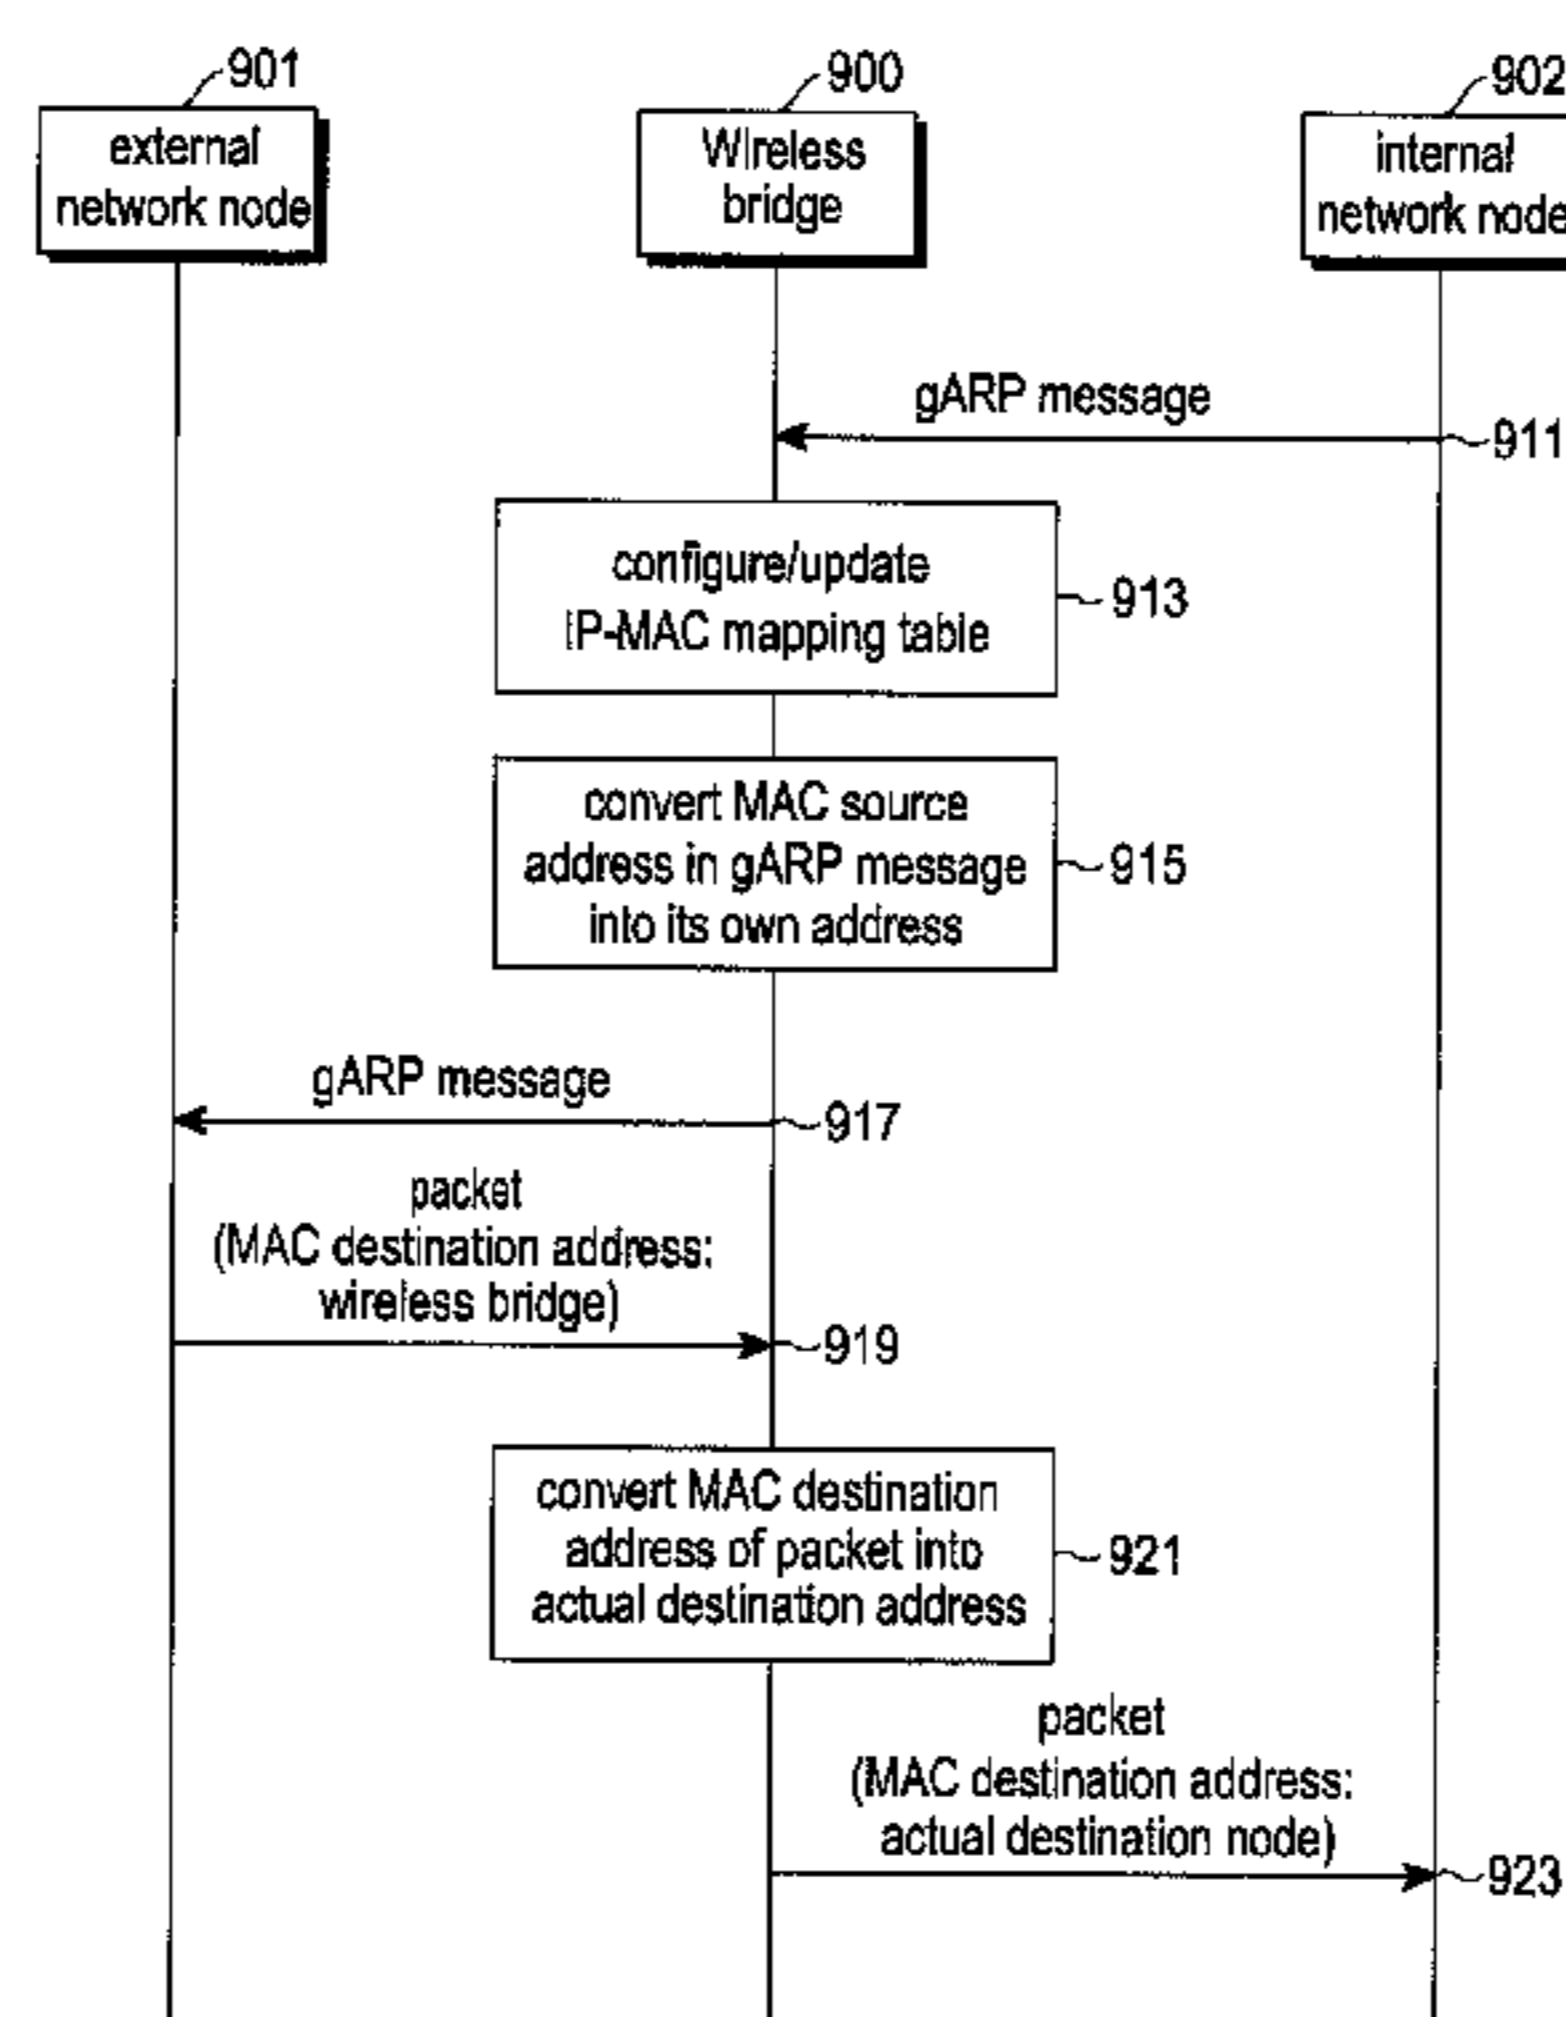 901
900
902
external
network node
Wireless
bridge
internal
network node
gARP message
911
configure/update
IP-MAC mapping table
913
convert MAC source
address in gARP message
into its own address
915
gARP message
917
packet
(MAC destination address:
wireless bridge)
919
convert MAC destination
address of packet into
actual destination address
921
packet
(MAC destination address:
actual destination node)
923